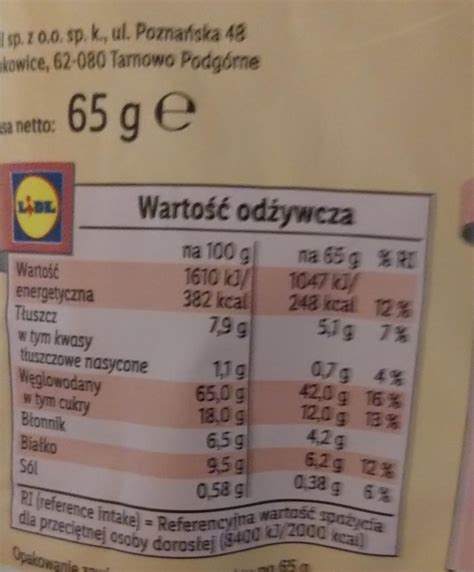 sp. z o.o. sp. k., ul. Poznańska 48
kowice, 62-080 Tarnowo Podgórne
sa netto: 65 g e
LIDL
Wartość odżywcza
na 100 g na 65 g % RI
Wartość energetyczna 1610 kJ/ 1047 kJ/
382 kcal 248 kcal 12 %
Tłuszcz 7,9 g 5,1 g 7 %
w tym kwasy
tłuszczowe nasycone 1,1 g 0,7 g 4 %
Węglowodany 65,0 g 42,0 g 16 %
w tym cukry 18,0 g 12,0 g 13 %
Błonnik 6,5 g 4,2 g
Białko 9,5 g 6,2 g 12 %
Sól 0,58 g 0,38 g 6 %
RI (reference intake) = Referencyjna wartość spożycia
dla przeciętnej osoby dorosłej (8400 kJ/2000 kcal)
Opakowanie 65 g